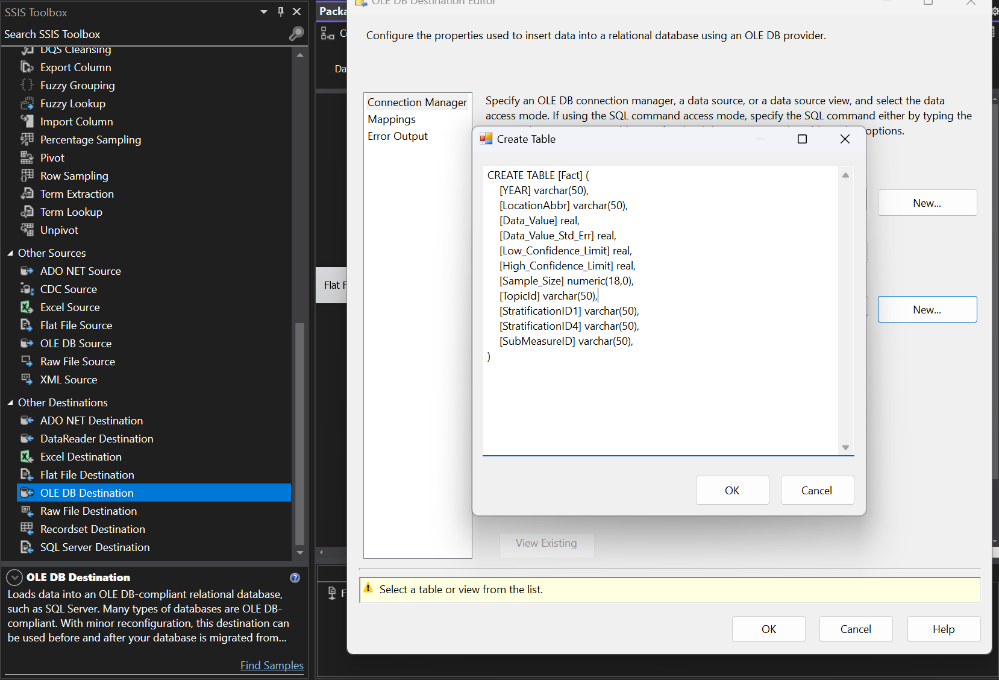 SSIS Toolbox
Search SSIS Toolbox
DQS Cleansing
Export Column
Fuzzy Grouping
Fuzzy Lookup
Import Column
Percentage Sampling
Pivot
Row Sampling
Term Extraction
Term Lookup
Unpivot
Other Sources
ADO NET Source
CDC Source
Excel Source
Flat File Source
OLE DB Source
Raw File Source
XML Source
Other Destinations
ADO NET Destination
DataReader Destination
Excel Destination
Flat File Destination
OLE DB Destination
Raw File Destination
Recordset Destination
SQL Server Destination
OLE DB Destination
Loads data into an OLE DB-compliant relational database,
such as SQL Server. Many types of databases are OLE DB-
compliant. With minor reconfiguration, this destination can
be used before and after your database is migrated from...
Find Samples
Packa
C
Da
Flat F
F
OLE DB Destination Editor
Configure the properties used to insert data into a relational database using an OLE DB provider.
Connection Manager
Mappings
Error Output
Specify an OLE DB connection manager, a data source, or a data source view, and select the data
access mode. If using the SQL command access mode, specify the SQL command either by typing the
options.
New...
New...
Create Table
CREATE TABLE [Fact] (
[YEAR] varchar(50),
[LocationAbbr] varchar(50),
[Data_Value] real,
[Data_Value_Std_Err] real,
[Low_Confidence_Limit] real,
[High_Confidence_Limit] real,
[Sample_Size] numeric(18,0),
[TopicId] varchar(50),
[StratificationID1] varchar(50),
[StratificationID4] varchar(50),
[SubMeasureID] varchar(50),
)
OK
Cancel
View Existing
Select a table or view from the list.
OK
Cancel
Help